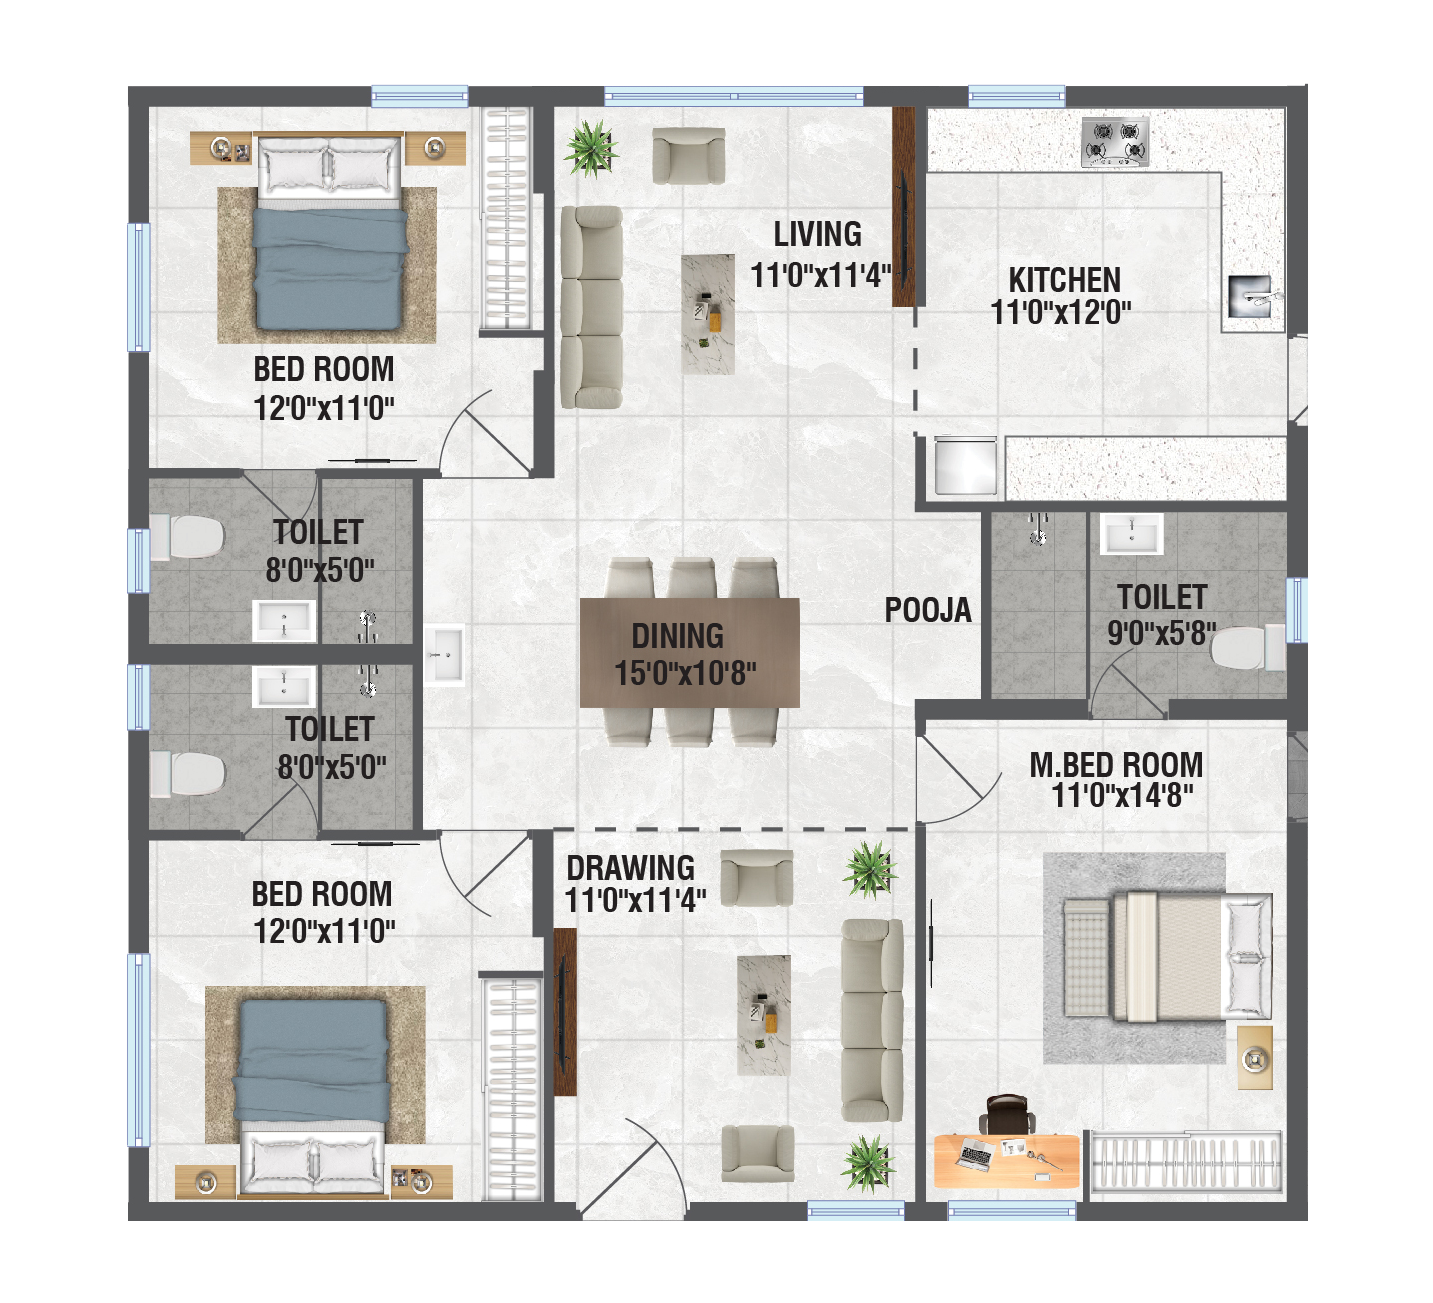 LIVING
11'0"x11'4"
KITCHEN
11'0"x12'0"
BED ROOM
12'0"x11'0"
TOILET
8'0"x5'0"
POOJA
TOILET
9'0"x5'8"
DINING
15'0"x10'8"
TOILET
8'0"x5'0"
M.BED ROOM
11'0"x14'8"
DRAWING
11'0"x11'4"
BED ROOM
12'0"x11'0"